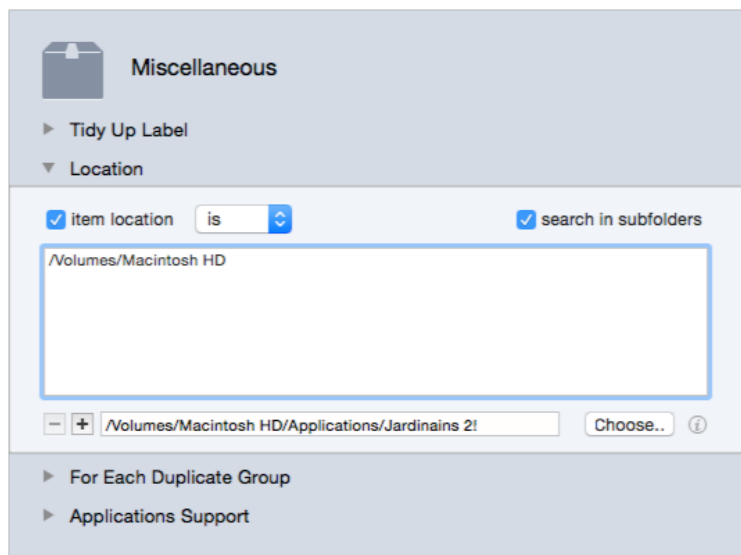 Miscellaneous
Tidy Up Label
Location
item location is search in subfolders
/Volumes/Macintosh HD
− + /Volumes/Macintosh HD/Applications/Jardinains 2! Choose.. i
For Each Duplicate Group
Applications Support